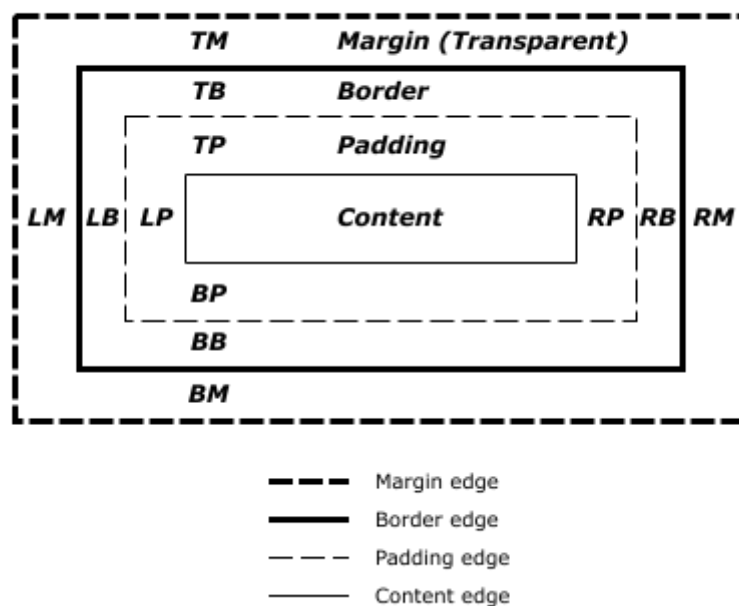 TM Margin (Transparent)
TB Border
TP Padding
LM LB LP Content RP RB RM
BP
BB
BM
Margin edge
Border edge
Padding edge
Content edge